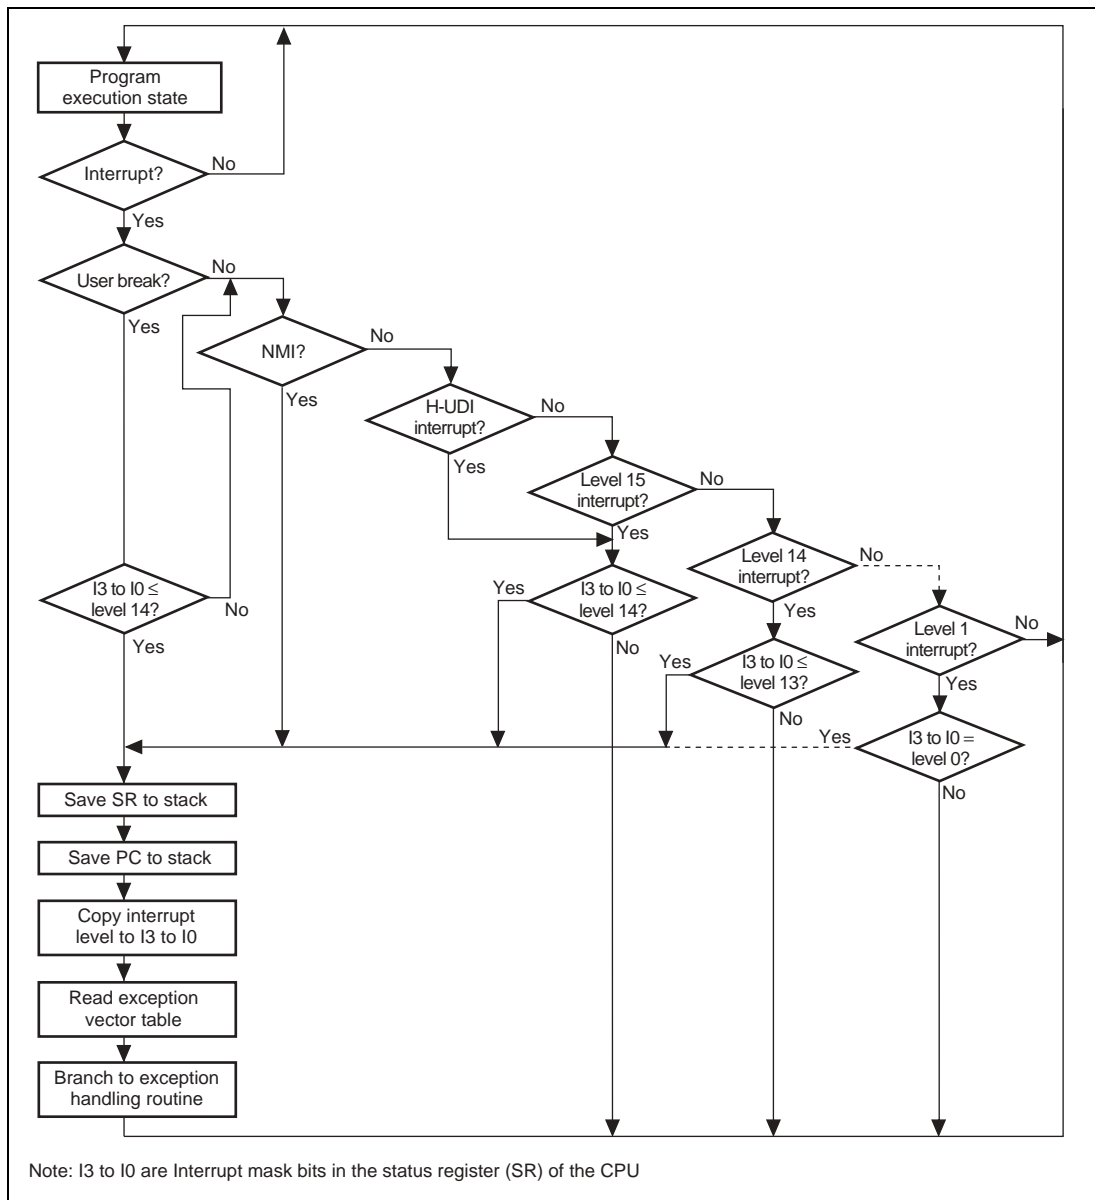 Program
execution state
Interrupt?
No
Yes
User break?
No
Yes
NMI?
No
Yes
H-UDI
interrupt?
No
Yes
Level 15
interrupt?
No
Yes
Level 14
interrupt?
No
Yes
I3 to I0 ≤
level 14?
No
Yes
I3 to I0 ≤
level 14?
Yes
No
Level 1
interrupt?
No
Yes
I3 to I0 ≤
level 13?
Yes
No
I3 to I0 =
level 0?
Yes
No
Save SR to stack
Save PC to stack
Copy interrupt
level to I3 to I0
Read exception
vector table
Branch to exception
handling routine
Note: I3 to I0 are Interrupt mask bits in the status register (SR) of the CPU